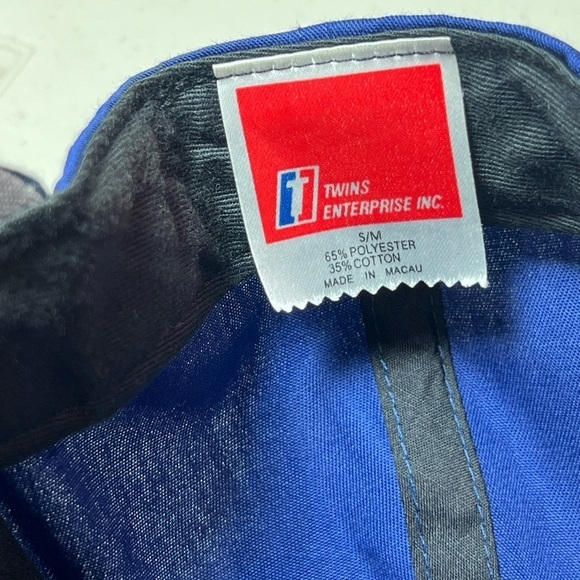 TWINS
ENTERPRISE INC.
S/M
65% POLYESTER
35% COTTON
MADE IN MACAU